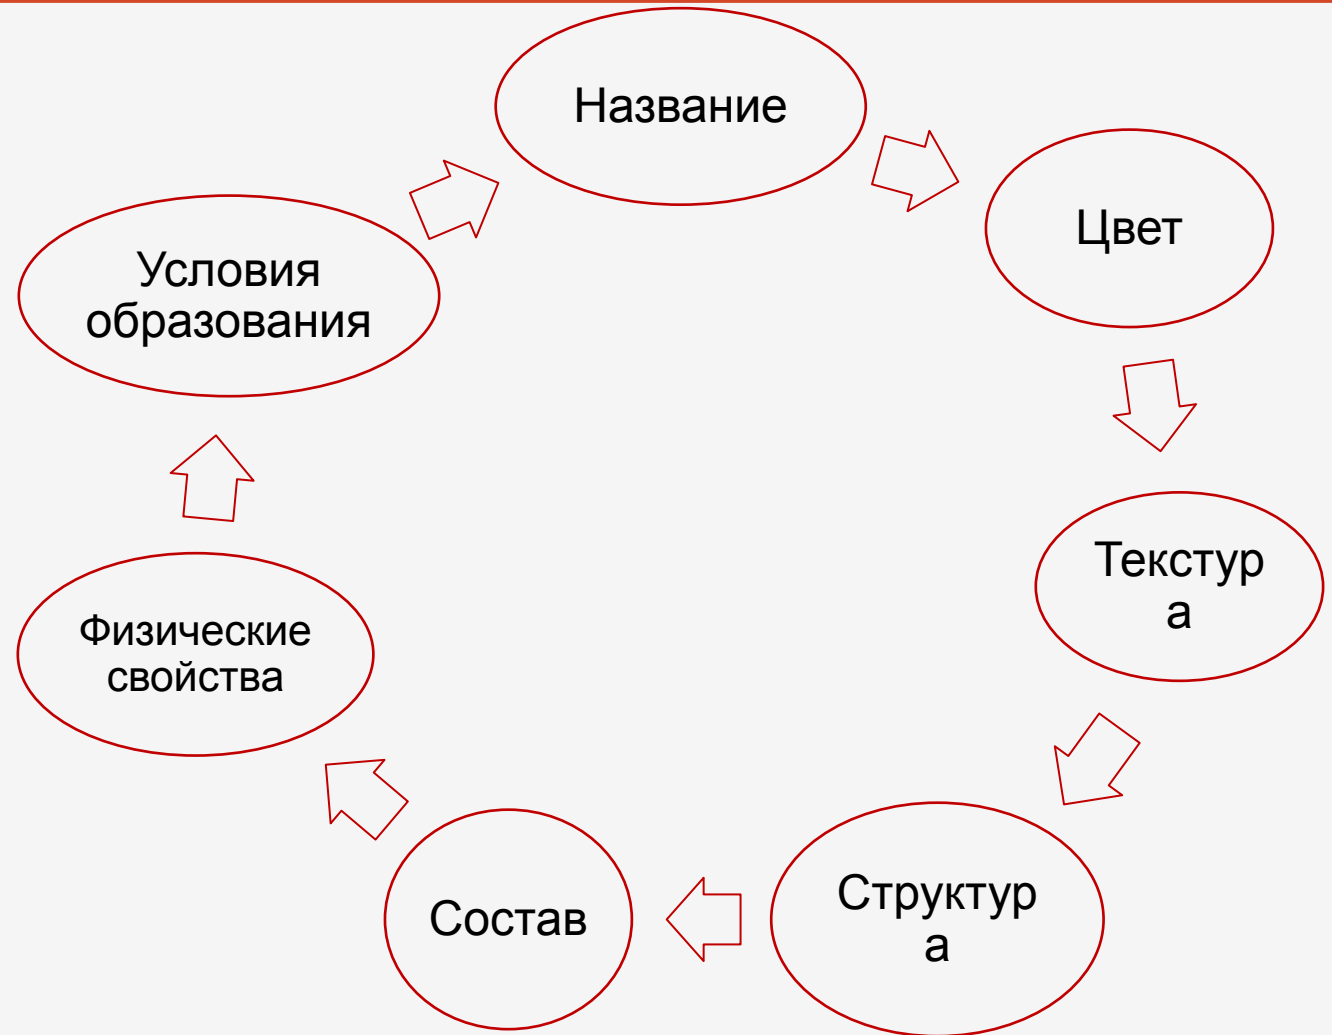 Название
Цвет
Текстур
а
Структур
а
Состав
Физические
свойства
Условия
образования